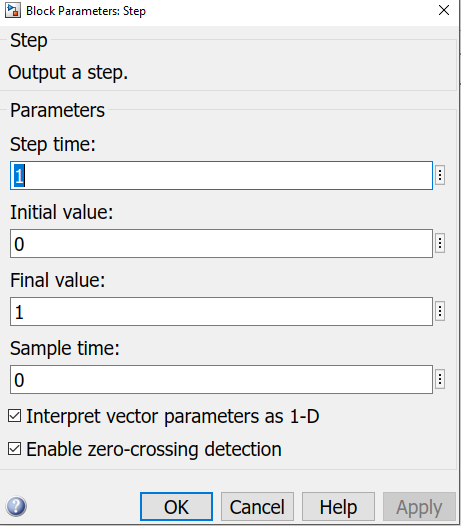 Block Parameters: Step
Step
Output a step.
Parameters
Step time:
1
Initial value:
0
Final value:
1
Sample time:
0
Interpret vector parameters as 1-D
Enable zero-crossing detection
? OK Cancel Help Apply